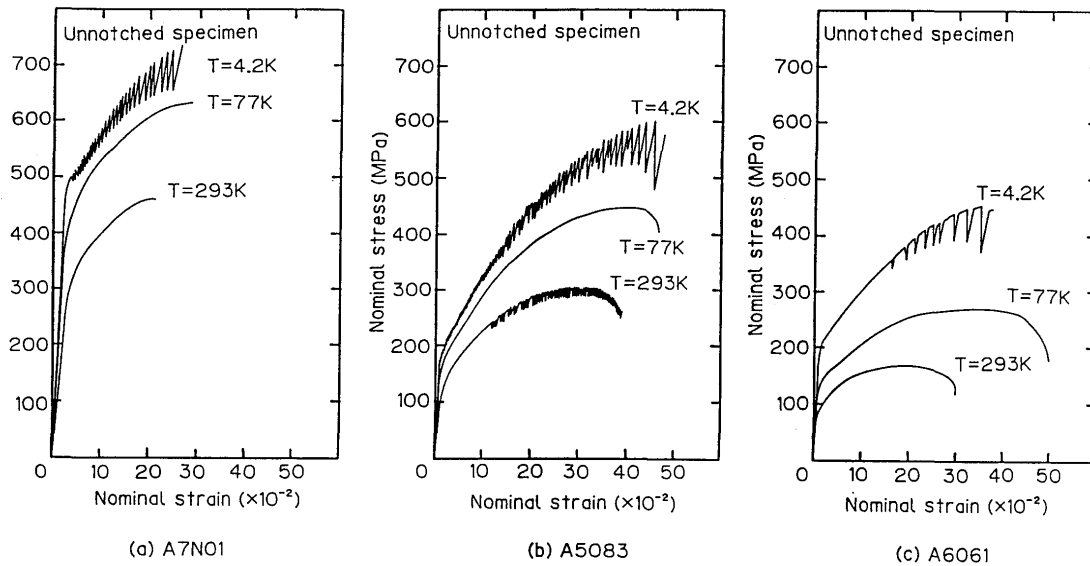 Unnotched specimen
700
600
500
400
300
200
100
0
10
20
30
40
50
T=4.2K
T=77K
T=293K
Nominal strain (×10⁻²)
(a) A7N01
Unnotched specimen
Nominal stress (MPa)
700
600
500
400
300
200
100
0
10
20
30
40
50
T=4.2K
T=77K
T=293K
Nominal strain (×10⁻²)
(b) A5083
Unnotched specimen
Nominal stress (MPa)
700
600
500
400
300
200
100
0
10
20
30
40
50
T=4.2K
T=77K
T=293K
Nominal strain (×10⁻²)
(c) A6061